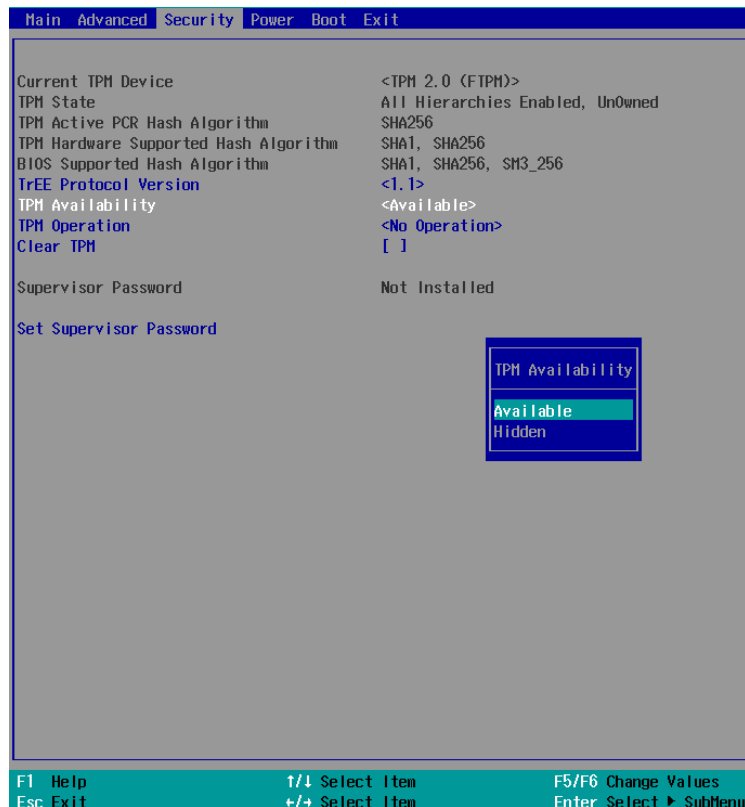 Main Advanced Security Power Boot Exit
Current TPM Device <TPM 2.0 (FTPM)>
TPM State All Hierarchies Enabled, UnOwned
TPM Active PCR Hash Algorithm SHA256
TPM Hardware Supported Hash Algorithm SHA1, SHA256
BIOS Supported Hash Algorithm SHA1, SHA256, SM3_256
TrEE Protocol Version <1.1>
TPM Availability <Available>
TPM Operation <No Operation>
Clear TPM [ ]
Supervisor Password Not Installed
Set Supervisor Password
TPM Availability
Available
Hidden
F1 Help ↑/↓ Select Item F5/F6 Change Values
Esc Exit ←/→ Select Item Enter Select ▶ SubMenu